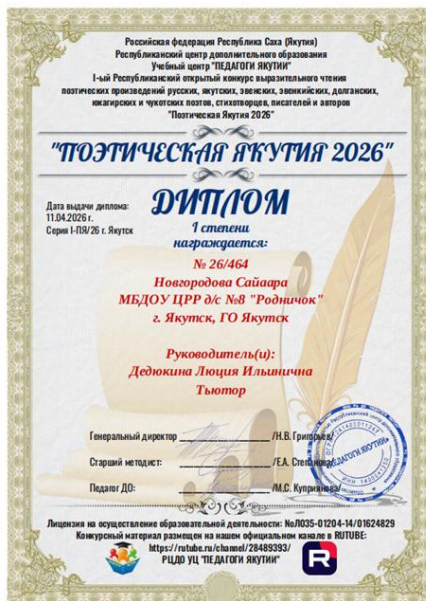 Российская федерация Республика Саха (Якутия)
Республиканский центр дополнительного образования
Учебный центр "ПЕДАГОГИ ЯКУТИИ"
I-ый Республиканский открытый конкурс выразительного чтения
поэтических произведений русских, якутских, эвенских, эвенкийских, долганских,
юкагирских и чукотских поэтов, стихотворцев, писателей и авторов
"Поэтическая Якутия 2026"
"ПОЭТИЧЕСКАЯ ЯКУТИЯ 2026"
ДИПЛОМ
Дата выдачи диплома:
11.04.2026 г.
Серия I-ПЯ/26 г. Якутск
I степени
награждается:
№ 26/464
Новгородова Сайаара
МБДОУ ЦРР д/с №8 "Родничок"
г. Якутск, ГО Якутск
Руководитель(и):
Дедюкина Люция Ильинична
Тьютор
Генеральный директор /Н.В. Григорьев/
Старший методист: /Е.А. Степанова/
Педагог ДО: /М.С. Куприянова/
"ПЕДАГОГИ ЯКУТИИ"
Лицензия на осуществление образовательной деятельности: №Л035-01204-14/01624829
Конкурсный материал размещен на нашем официальном канале в RUTUBE:
https://rutube.ru/channel/28489393/
РЦДО УЦ "ПЕДАГОГИ ЯКУТИИ"